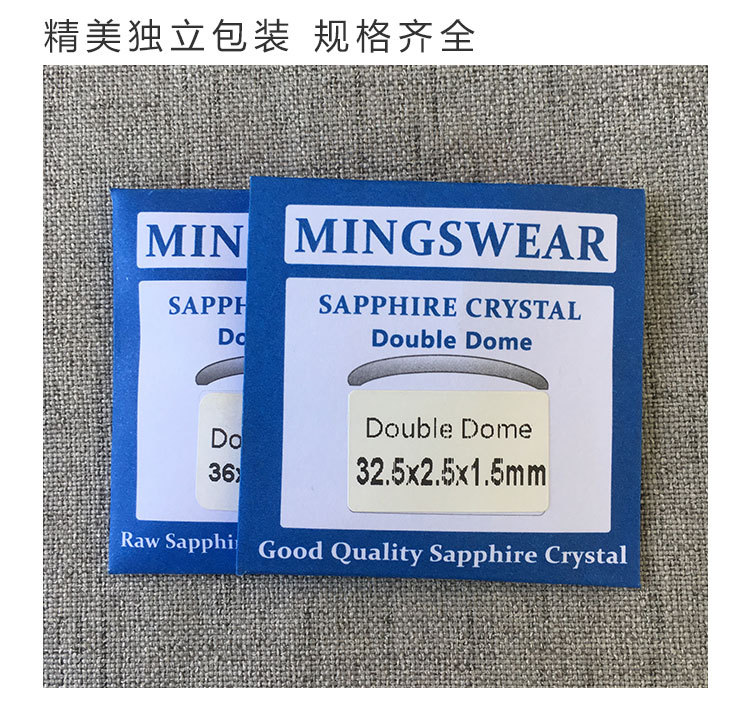 精美独立包装 规格齐全
MINGSWEAR
SAPPHIRE CRYSTAL
Double Dome
Double Dome
32.5x2.5x1.5mm
Good Quality Sapphire Crystal
MIN
SAPPH
Do
Do
36x
Raw Sapphir